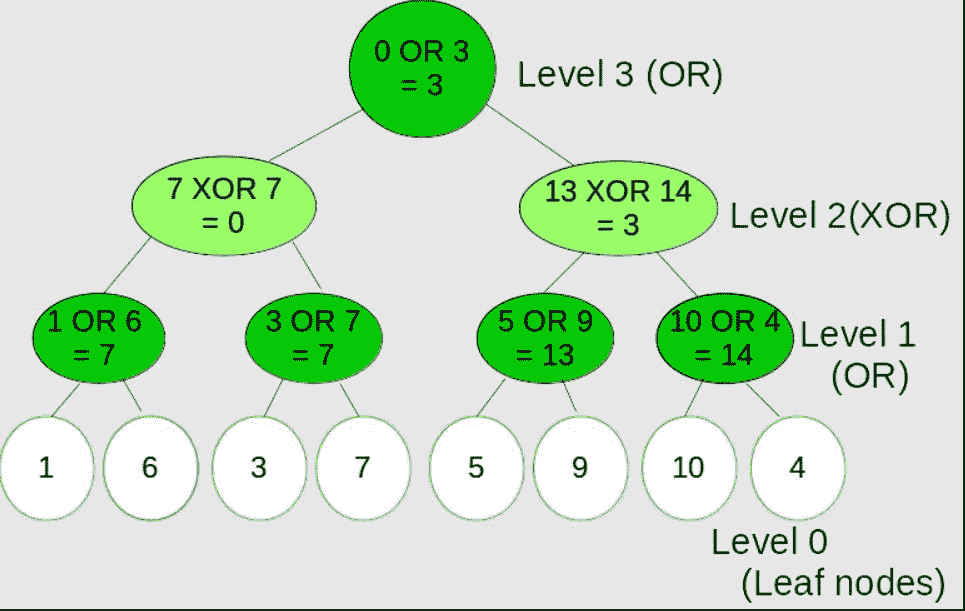 0 OR 3
= 3
Level 3 (OR)
7 XOR 7
= 0
13 XOR 14
= 3
Level 2(XOR)
1 OR 6
= 7
3 OR 7
= 7
5 OR 9
= 13
10 OR 4
= 14
Level 1
(OR)
1
6
3
7
5
9
10
4
Level 0
(Leaf nodes)